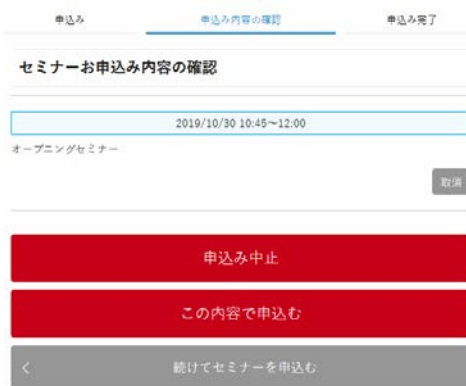 申込み 申込み内容の確認 申込み完了
セミナーお申込み内容の確認
2019/10/30 10:45～12:00
オープニングセミナー
取消
申込み中止
この内容で申込む
< 続けてセミナーを申込む